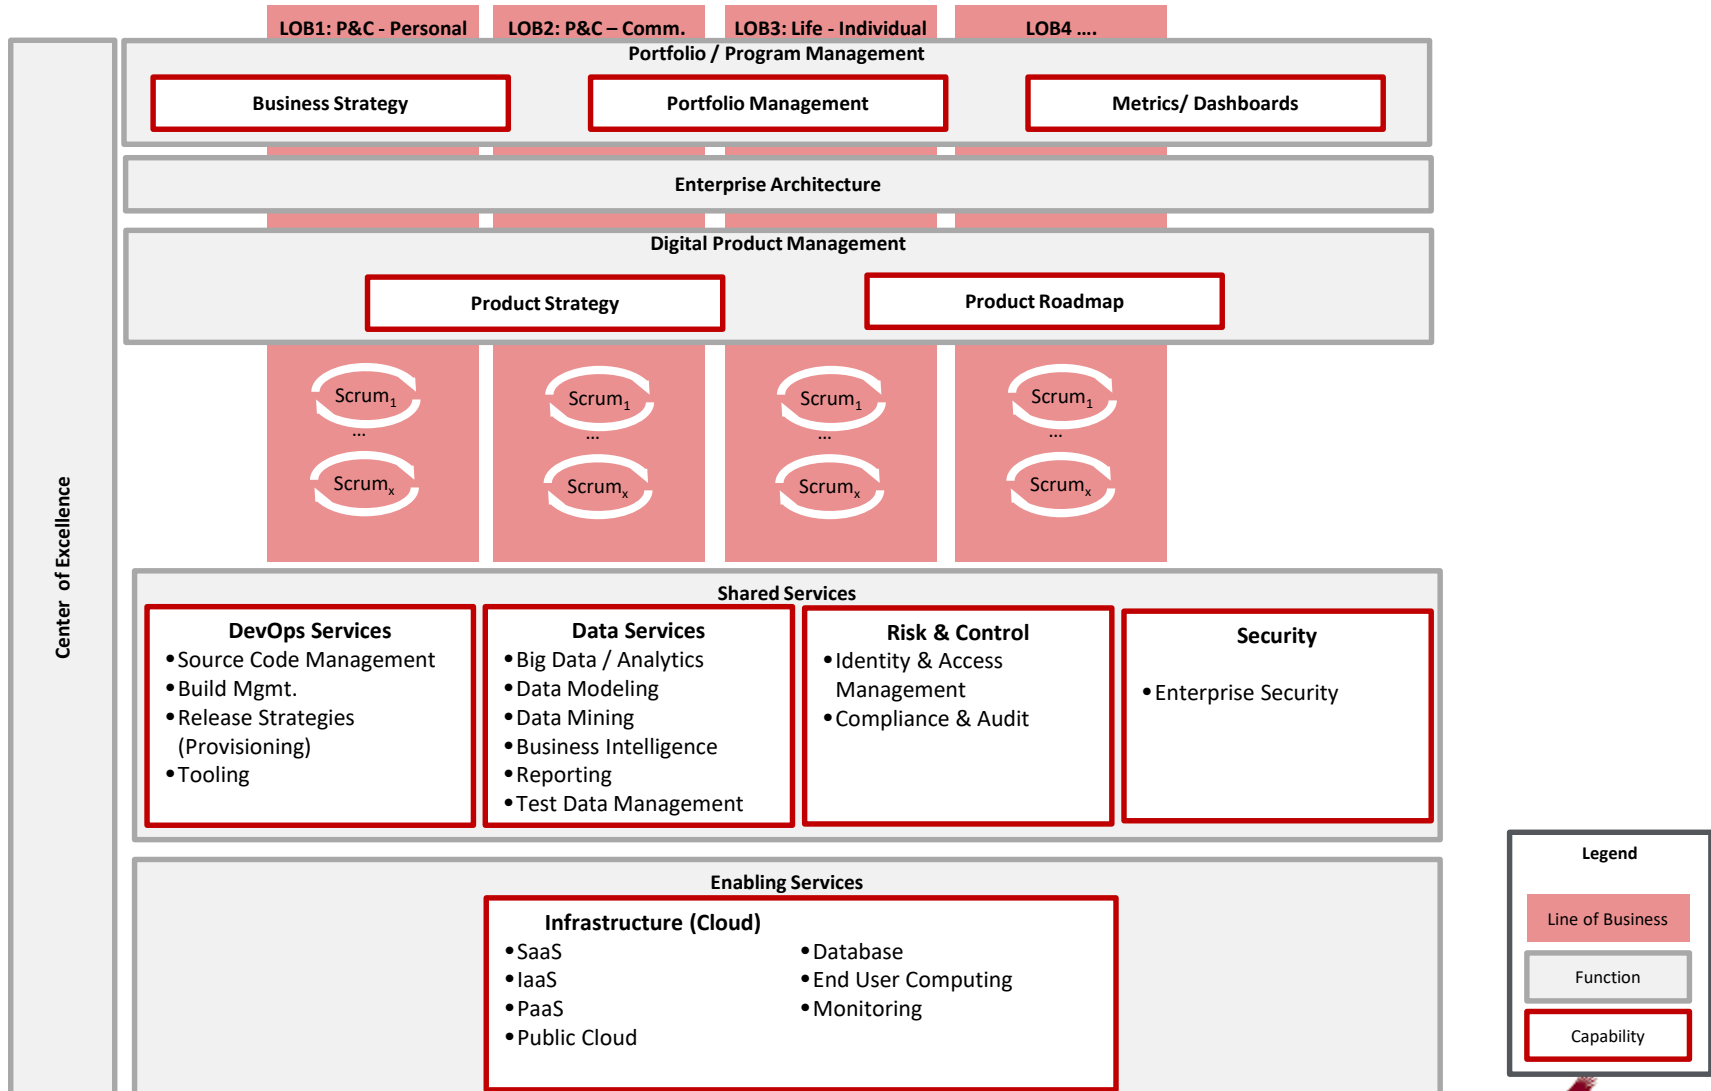 LOB1: P&C - Personal
LOB2: P&C – Comm.
LOB3: Life - Individual
LOB4 ....
Portfolio / Program Management
Business Strategy
Portfolio Management
Metrics/ Dashboards
Enterprise Architecture
Digital Product Management
Product Strategy
Product Roadmap
Scrum1
Scrum1
Scrum1
Scrum1
...
...
...
...
Scrumx
Scrumx
Scrumx
Scrumx
Center of Excellence
Shared Services
DevOps Services
•Source Code Management
•Build Mgmt.
•Release Strategies
(Provisioning)
•Tooling
Data Services
•Big Data / Analytics
•Data Modeling
•Data Mining
•Business Intelligence
•Reporting
•Test Data Management
Risk & Control
•Identity & Access
Management
•Compliance & Audit
Security
•Enterprise Security
Enabling Services
Infrastructure (Cloud)
•SaaS
•IaaS
•PaaS
•Public Cloud
•Database
•End User Computing
•Monitoring
Legend
Line of Business
Function
Capability